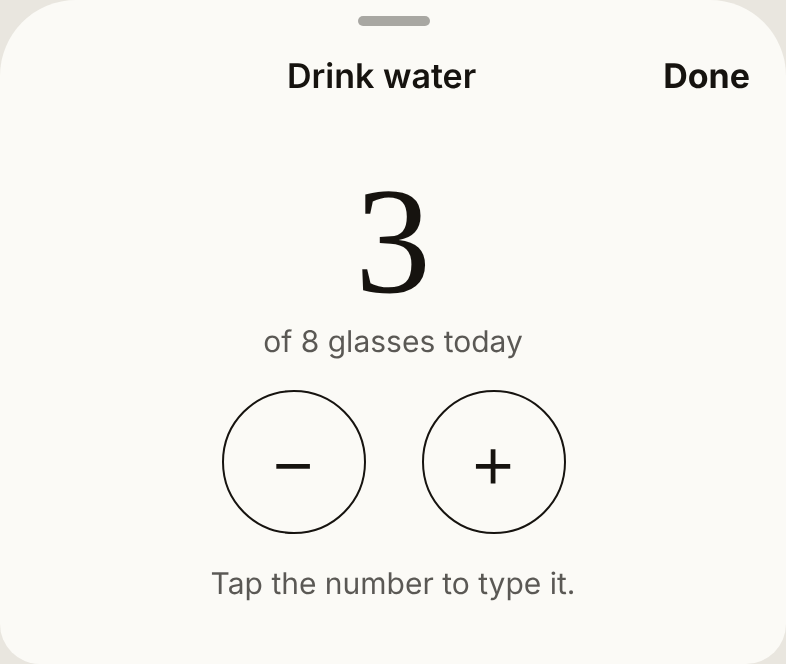 Drink water
Done
3
of 8 glasses today
− +
Tap the number to type it.